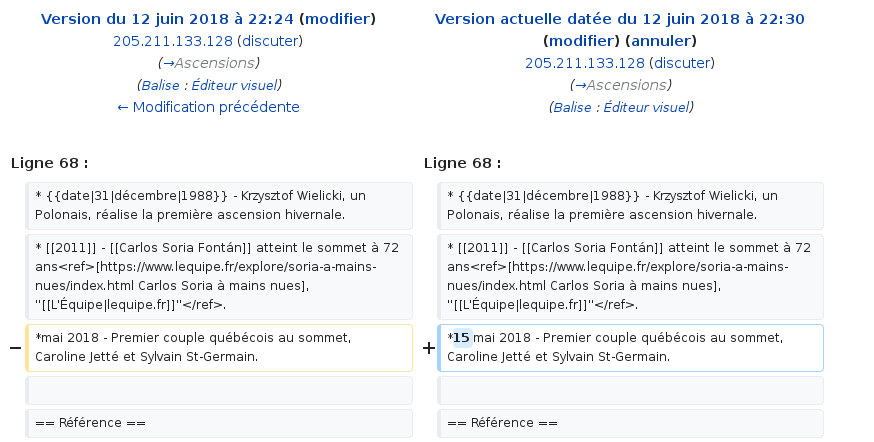 Version du 12 juin 2018 à 22:24 (modifier)
205.211.133.128 (discuter)
(→Ascensions)
(Balise : Éditeur visuel)
← Modification précédente
Version actuelle datée du 12 juin 2018 à 22:30
(modifier) (annuler)
205.211.133.128 (discuter)
(→Ascensions)
(Balise : Éditeur visuel)
Ligne 68 :
Ligne 68 :
* {{date|31|décembre|1988}} - Krzysztof Wielicki, un
Polonais, réalise la première ascension hivernale.
* {{date|31|décembre|1988}} - Krzysztof Wielicki, un
Polonais, réalise la première ascension hivernale.
* [[2011]] - [[Carlos Soria Fontán]] atteint le sommet à 72
ans<ref>[https://www.lequipe.fr/explore/soria-a-mains-
nues/index.html Carlos Soria à mains nues],
''[[L'Équipe|lequipe.fr]]''</ref>.
* [[2011]] - [[Carlos Soria Fontán]] atteint le sommet à 72
ans<ref>[https://www.lequipe.fr/explore/soria-a-mains-
nues/index.html Carlos Soria à mains nues],
''[[L'Équipe|lequipe.fr]]''</ref>.
− *mai 2018 - Premier couple québécois au sommet,
Caroline Jetté et Sylvain St-Germain.
+ *15 mai 2018 - Premier couple québécois au sommet,
Caroline Jetté et Sylvain St-Germain.
== Référence ==
== Référence ==